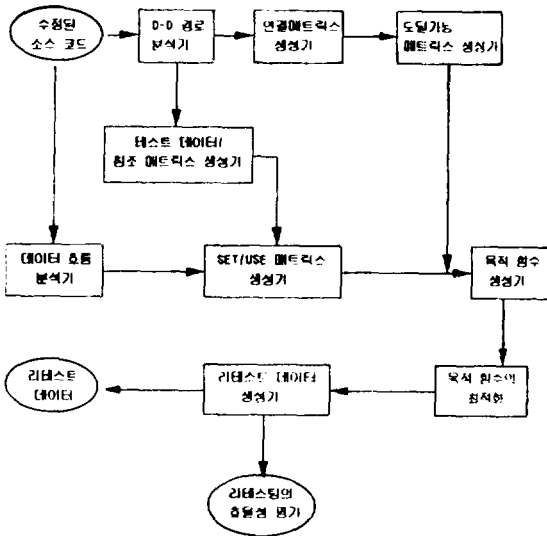 수정된
소스 코드
D-D 경로
분석기
연결매트릭스
생성기
도달가능
매트릭스 생성기
테스트 데이터/
참조 매트릭스 생성기
데이터 흐름
분석기
SET/USE 매트릭스
생성기
목적 함수
생성기
리테스트
데이터
리테스트 데이터
생성기
목적 함수의
최적화
리테스팅의
효율성 평가